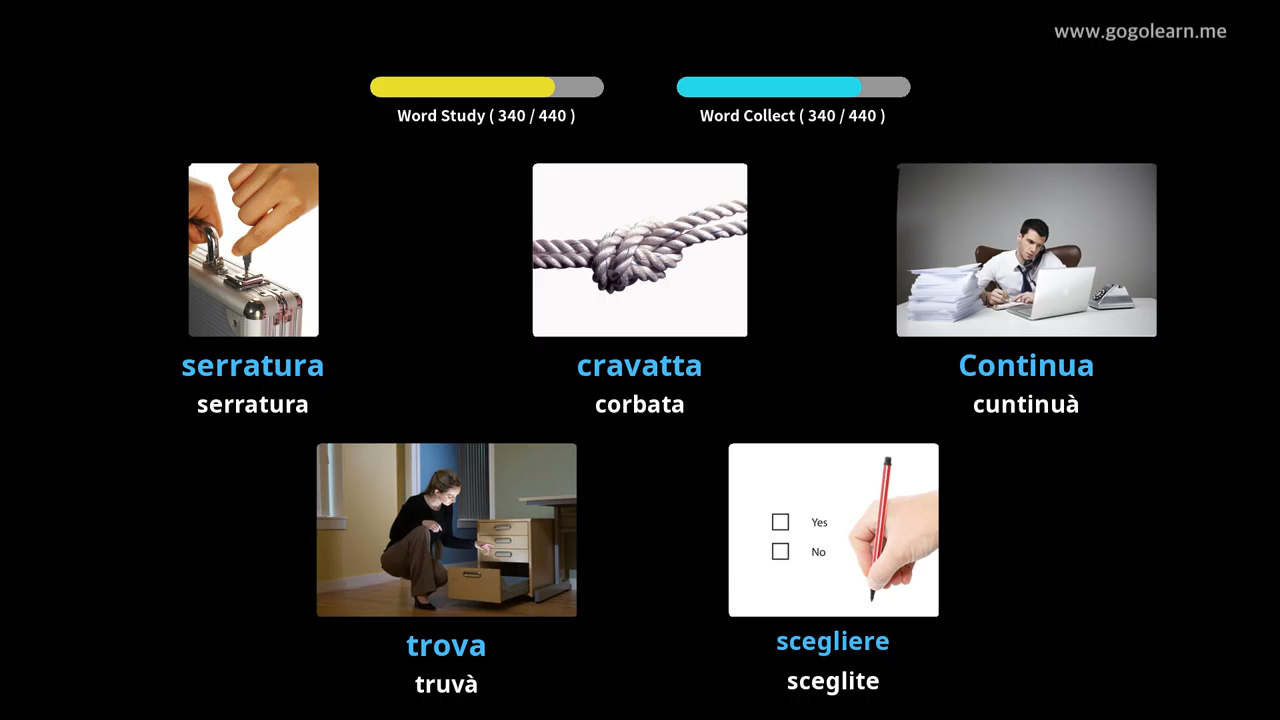 www.gogolearn.me
Word Study ( 340 / 440 )
Word Collect ( 340 / 440 )
serratura
serratura
cravatta
corbata
Continua
cuntinuà
Yes
No
trova
truvà
scegliere
sceglite